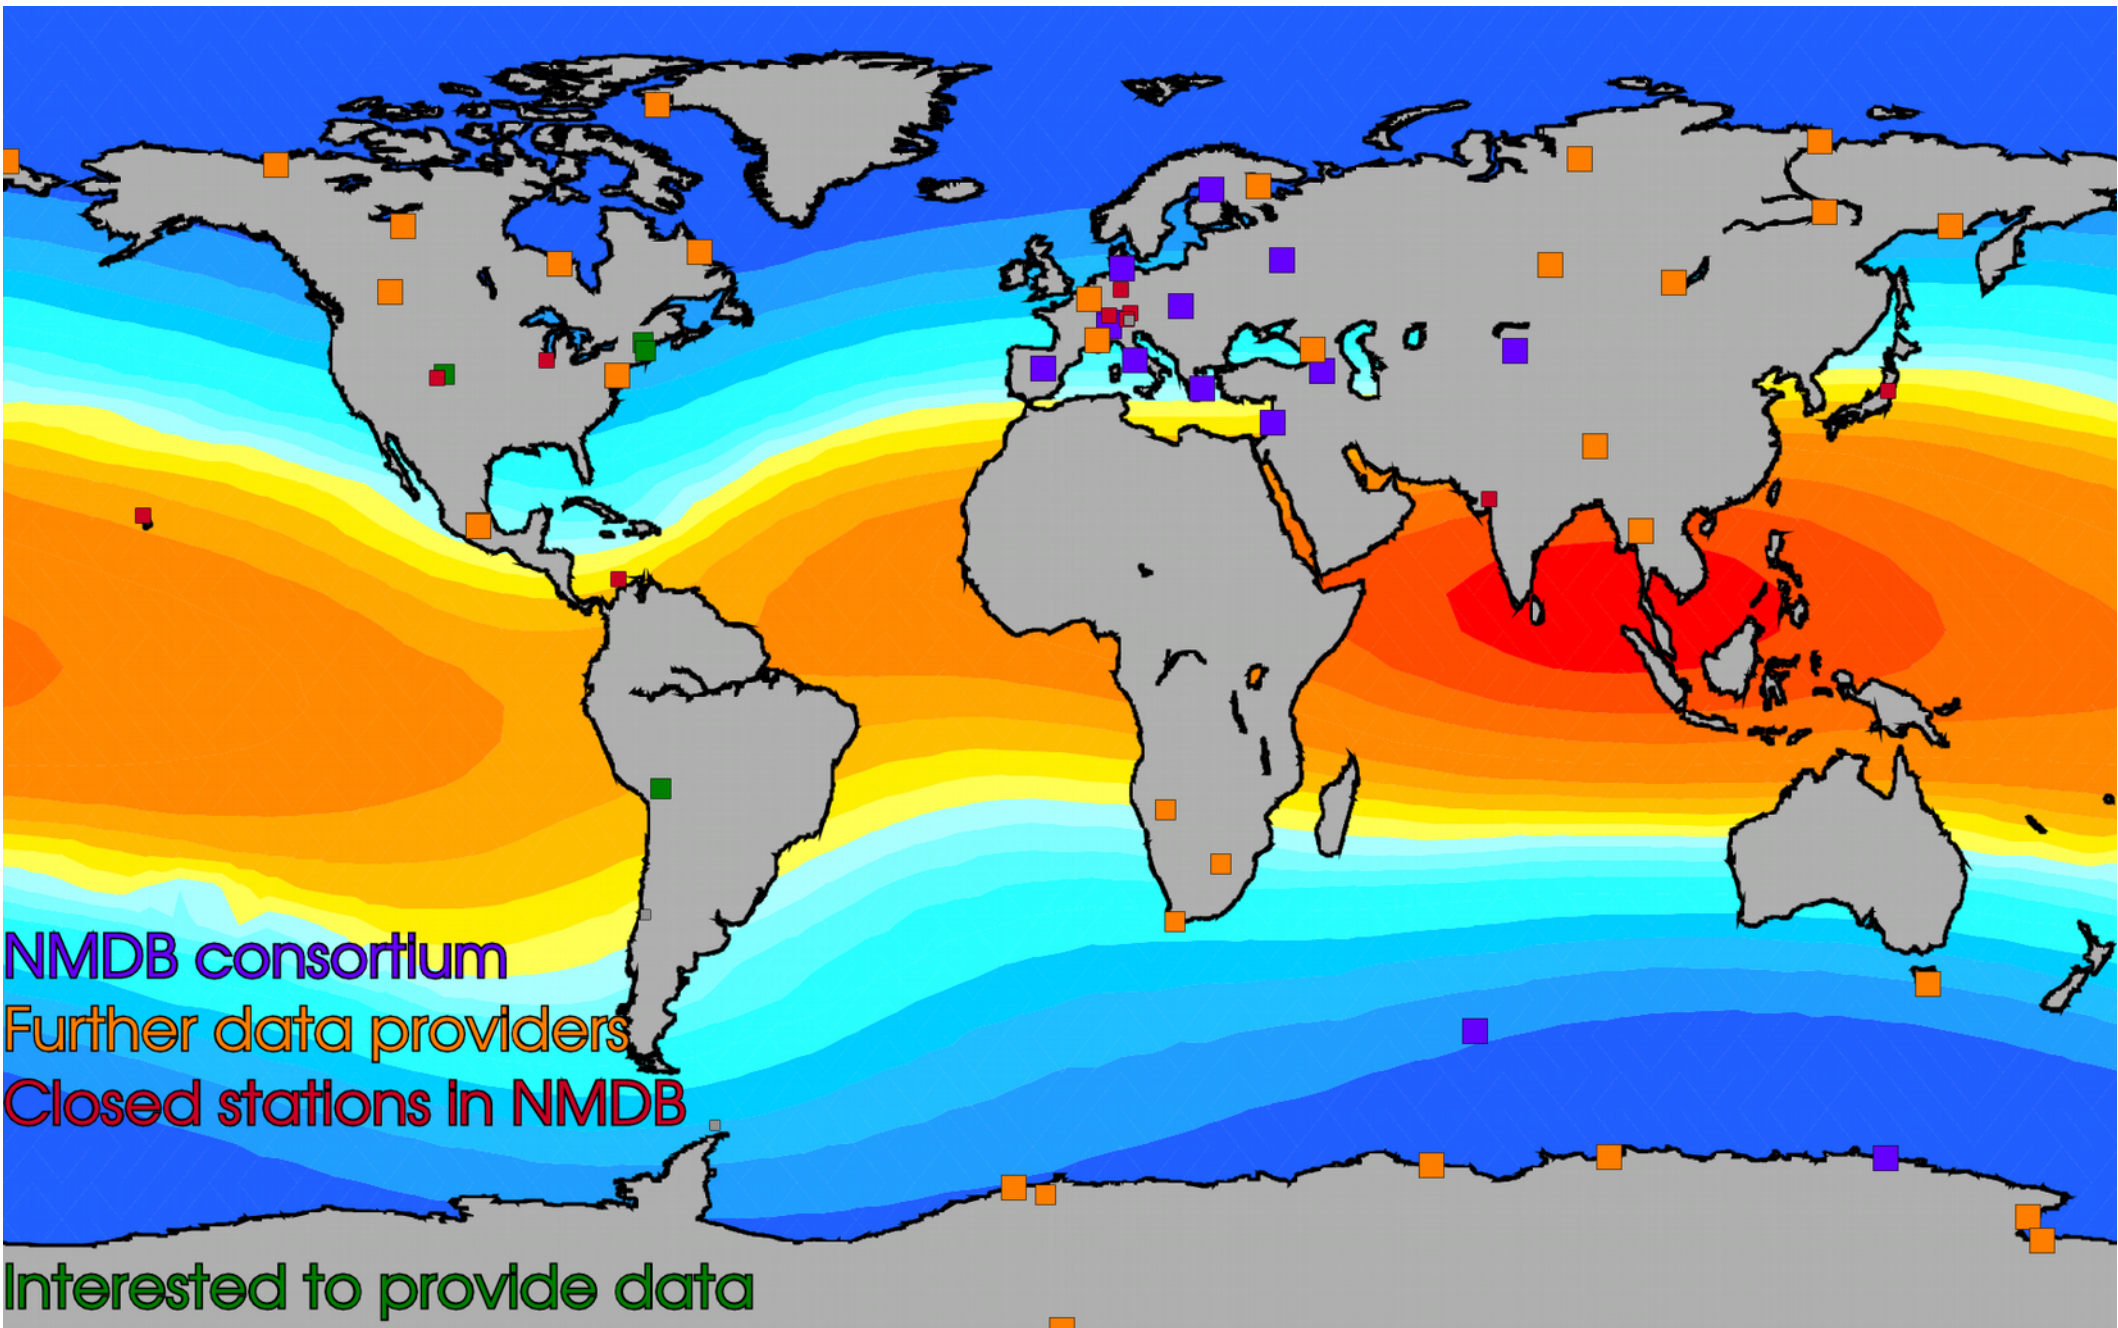 NMDB consortium
Further data providers
Closed stations in NMDB
Interested to provide data